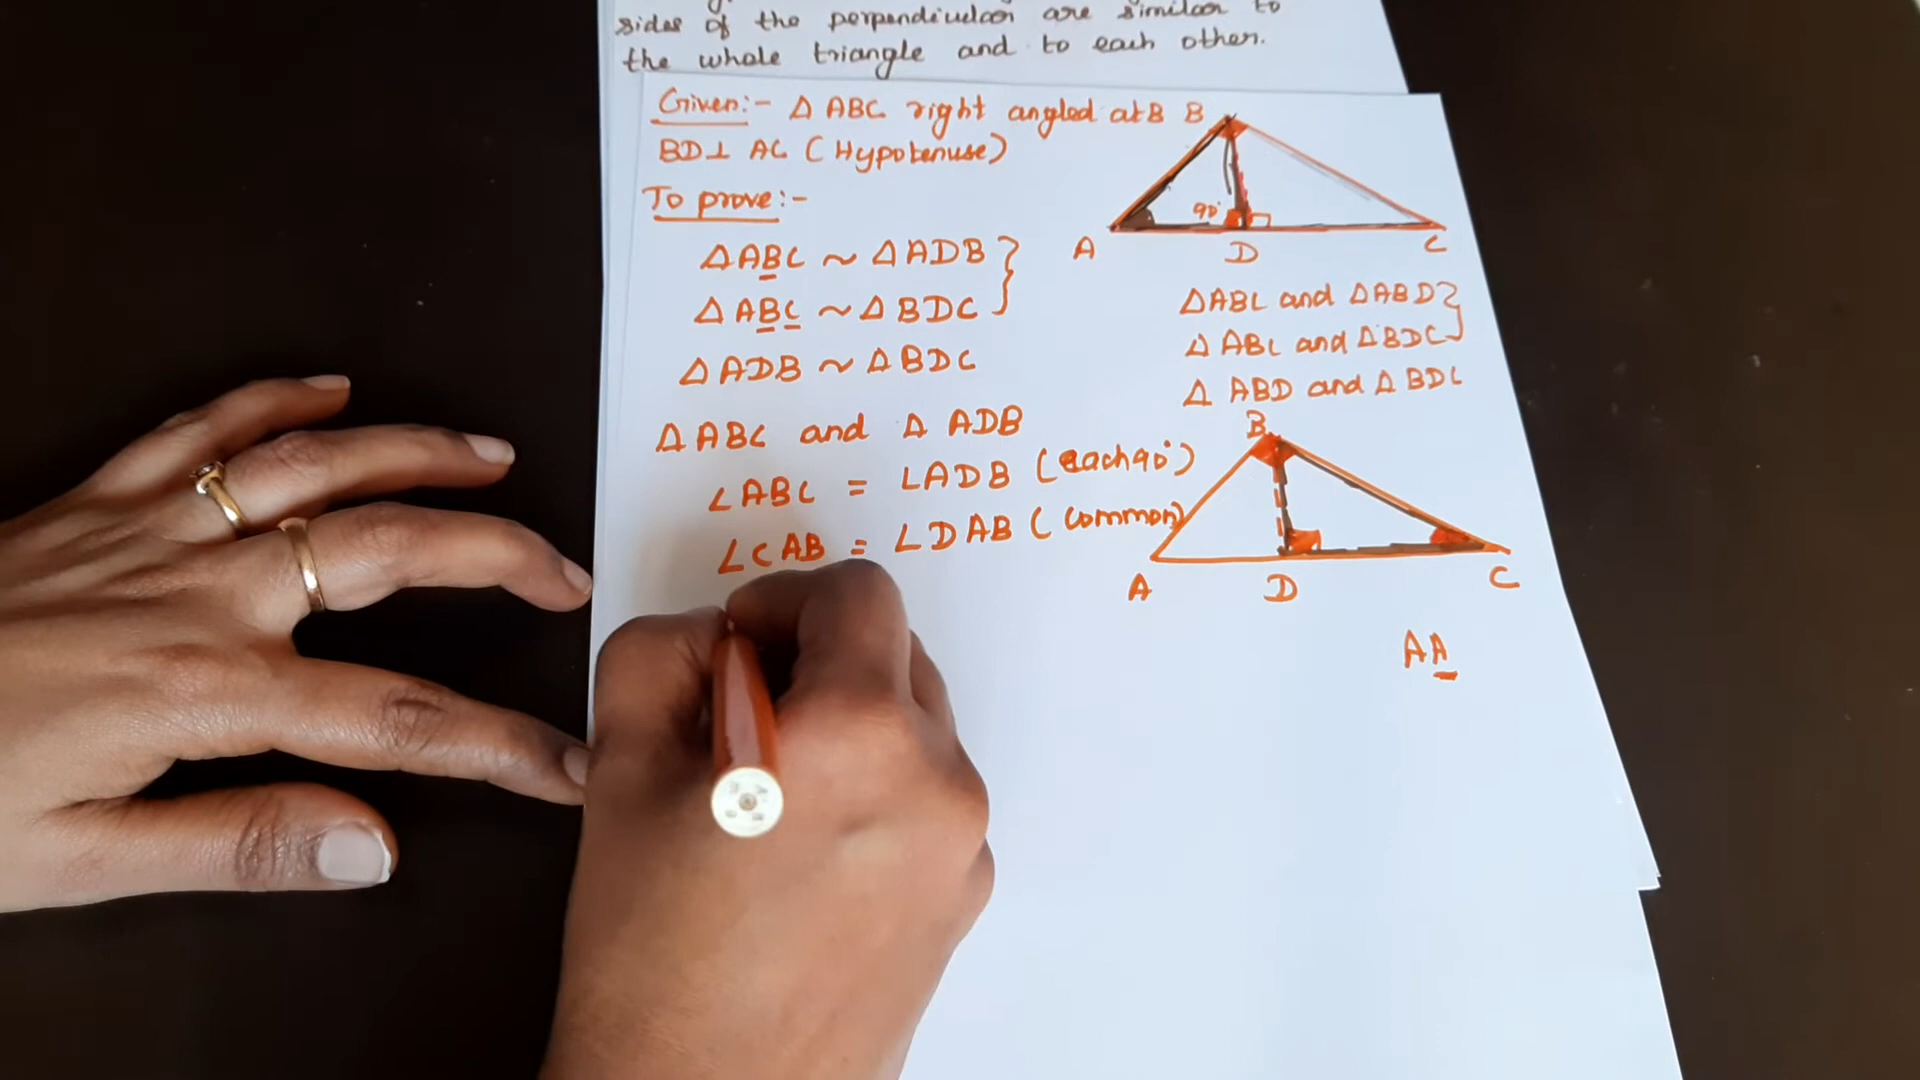 sides of the perpendicular are similar to
the whole triangle and to each other.
Given:- Δ ABC right angled at B
BD⊥ AC (Hypotenuse)
To prove:-
ΔABC ~ ΔADB
ΔABC ~ Δ BDC
ΔADB ~ ΔBDC
ΔABC and Δ ADB
∠ABC = ∠ADB (each 90°)
∠CAB = ∠DAB (common)
B
90°
A D C
ΔABC and ΔABD
Δ ABC and ΔBDC
Δ ABD and Δ BDC
B
A D C
AA